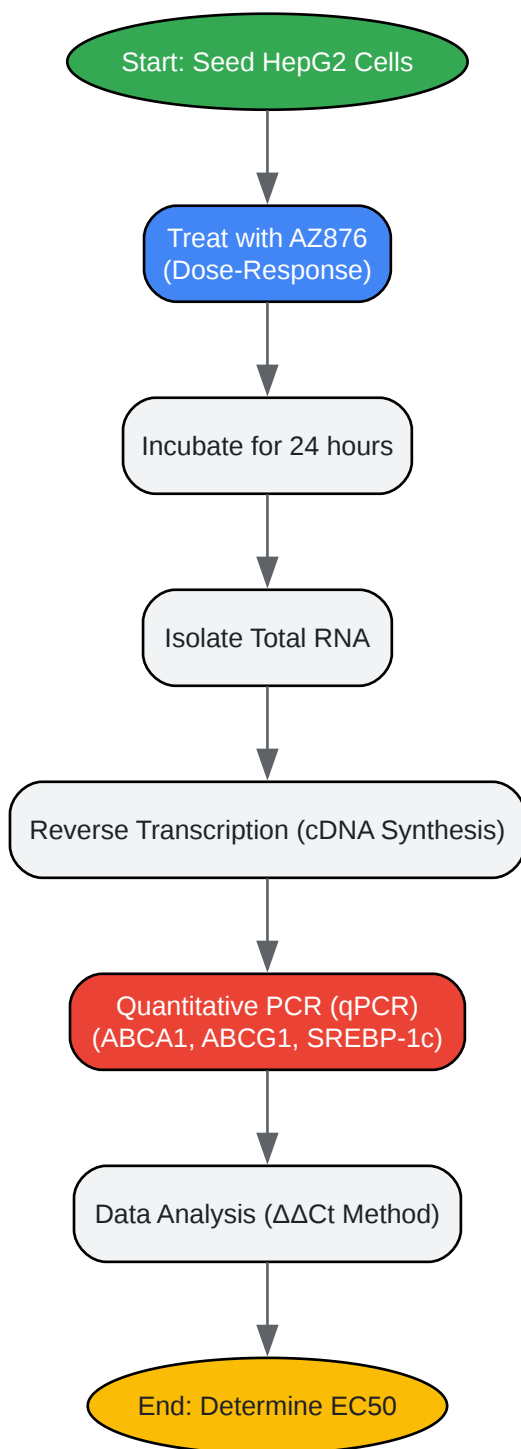 Start: Seed HepG2 Cells
Treat with AZ876
(Dose-Response)
Incubate for 24 hours
Isolate Total RNA
Reverse Transcription (cDNA Synthesis)
Quantitative PCR (qPCR)
(ABCA1, ABCG1, SREBP-1c)
Data Analysis (ΔΔCt Method)
End: Determine EC50